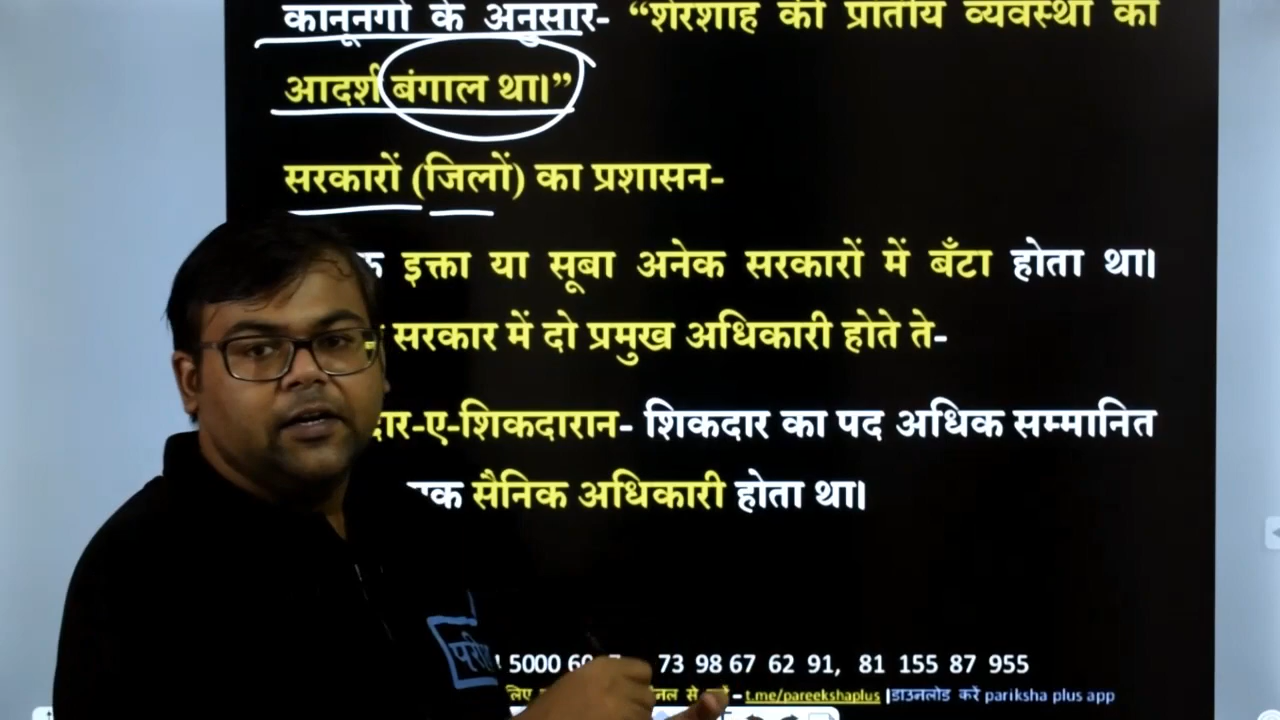 कानूनगो के अनुसार- “शेरशाह की प्रांतीय व्यवस्था का
आदर्श बंगाल था।”
सरकारों (जिलों) का प्रशासन-
इक्ता या सूबा अनेक सरकारों में बँटा होता था।
सरकार में दो प्रमुख अधिकारी होते ते-
दार-ए-शिकदारान- शिकदार का पद अधिक सम्मानित
एक सैनिक अधिकारी होता था।
5000 73 98 67 62 91, 81 155 87 955
लिए से – t.me/pareekshaplus |डाउनलोड करें pariksha plus app